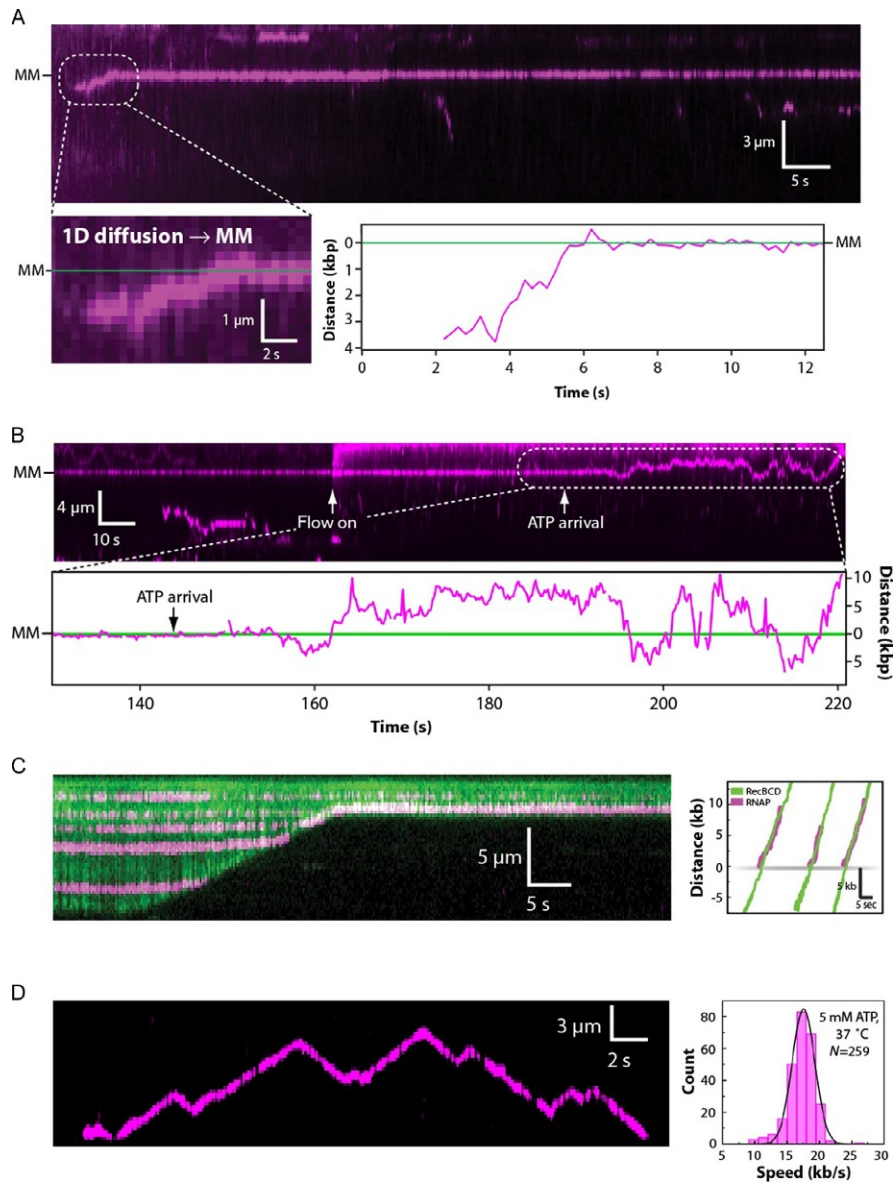 A
MM
3 µm
5 s
1D diffusion → MM
MM
1 µm
2 s
Distance (kbp)
0
1
2
3
4
MM
0
2
4
6
8
10
12
Time (s)
B
MM
4 µm
10 s
Flow on
ATP arrival
ATP arrival
MM
10
5
0
5
Distance (kbp)
140
160
180
200
220
Time (s)
C
5 µm
5 s
Distance (kb)
10
5
0
-5
RecBCD
RNAP
5 kb
5 sec
D
3 µm
2 s
Count
80
60
40
20
0
5 mM ATP,
37 ˚C
N=259
5
10
15
20
25
30
Speed (kb/s)